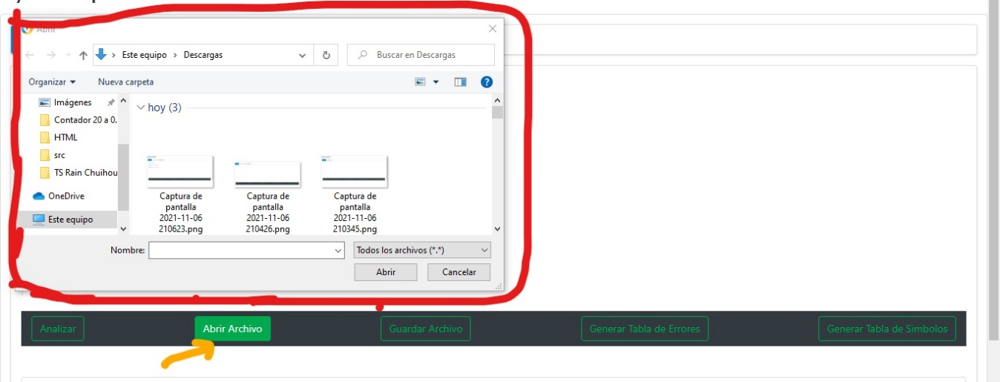 Abrir
Este equipo > Descargas
Buscar en Descargas
Organizar
Nueva carpeta
Imágenes
Contador 20 a 0.
HTML
src
TS Rain Chuihou
OneDrive
Este equipo
hoy (3)
Captura de pantalla 2021-11-06 210623.png
Captura de pantalla 2021-11-06 210426.png
Captura de pantalla 2021-11-06 210345.png
Nombre:
Todos los archivos (*.*)
Abrir
Cancelar
Analizar
Abrir Archivo
Guardar Archivo
Generar Tabla de Errores
Generar Tabla de Simbolos